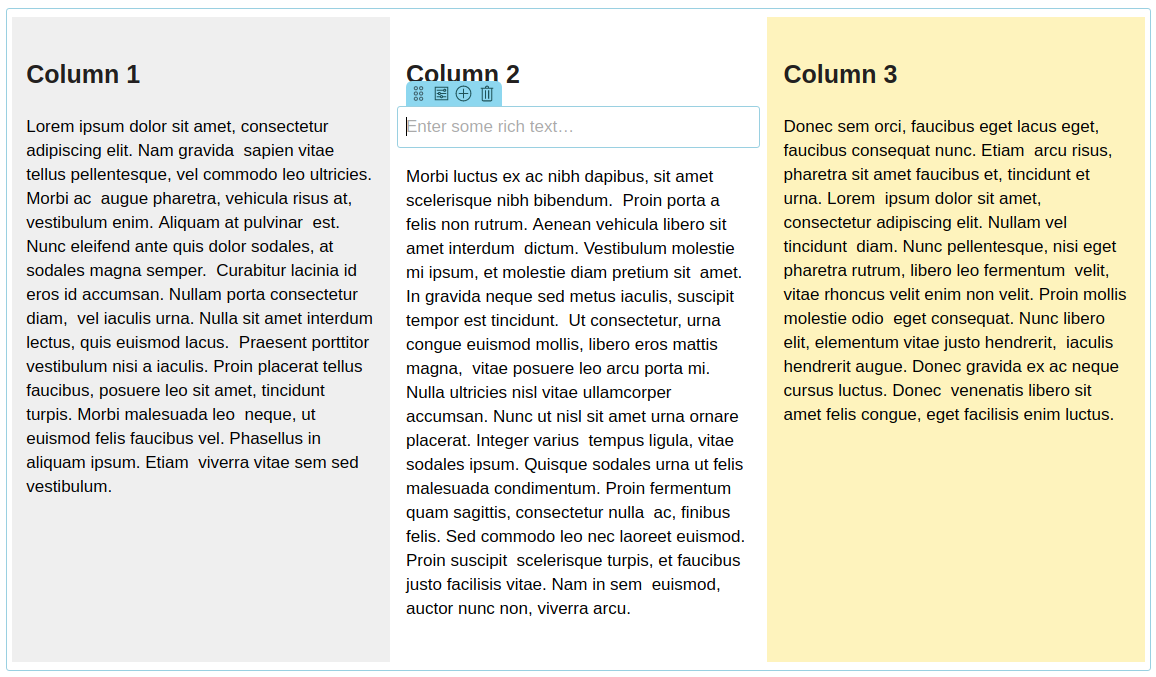 Column 1
Lorem ipsum dolor sit amet, consectetur
adipiscing elit. Nam gravida  sapien vitae
tellus pellentesque, vel commodo leo ultricies.
Morbi ac  augue pharetra, vehicula risus at,
vestibulum enim. Aliquam at pulvinar  est.
Nunc eleifend ante quis dolor sodales, at
sodales magna semper.  Curabitur lacinia id
eros id accumsan. Nullam porta consectetur
diam,  vel iaculis urna. Nulla sit amet interdum
lectus, quis euismod lacus.  Praesent porttitor
vestibulum nisi a iaculis. Proin placerat tellus
faucibus, posuere leo sit amet, tincidunt
turpis. Morbi malesuada leo  neque, ut
euismod felis faucibus vel. Phasellus in
aliquam ipsum. Etiam  viverra vitae sem sed
vestibulum.
Column 2
Enter some rich text…
Morbi luctus ex ac nibh dapibus, sit amet
scelerisque nibh bibendum.  Proin porta a
felis non rutrum. Aenean vehicula libero sit
amet interdum  dictum. Vestibulum molestie
mi ipsum, et molestie diam pretium sit  amet.
In gravida neque sed metus iaculis, suscipit
tempor est tincidunt.  Ut consectetur, urna
congue euismod mollis, libero eros mattis
magna,  vitae posuere leo arcu porta mi.
Nulla ultricies nisl vitae ullamcorper
accumsan. Nunc ut nisl sit amet urna ornare
placerat. Integer varius  tempus ligula, vitae
sodales ipsum. Quisque sodales urna ut felis
malesuada condimentum. Proin fermentum
quam sagittis, consectetur nulla  ac, finibus
felis. Sed commodo leo nec laoreet euismod.
Proin suscipit  scelerisque turpis, et faucibus
justo facilisis vitae. Nam in sem  euismod,
auctor nunc non, viverra arcu.
Column 3
Donec sem orci, faucibus eget lacus eget,
faucibus consequat nunc. Etiam  arcu risus,
pharetra sit amet faucibus et, tincidunt et
urna. Lorem  ipsum dolor sit amet,
consectetur adipiscing elit. Nullam vel
tincidunt  diam. Nunc pellentesque, nisi eget
pharetra rutrum, libero leo fermentum  velit,
vitae rhoncus velit enim non velit. Proin mollis
molestie odio  eget consequat. Nunc libero
elit, elementum vitae justo hendrerit,  iaculis
hendrerit augue. Donec gravida ex ac neque
cursus luctus. Donec  venenatis libero sit
amet felis congue, eget facilisis enim luctus.